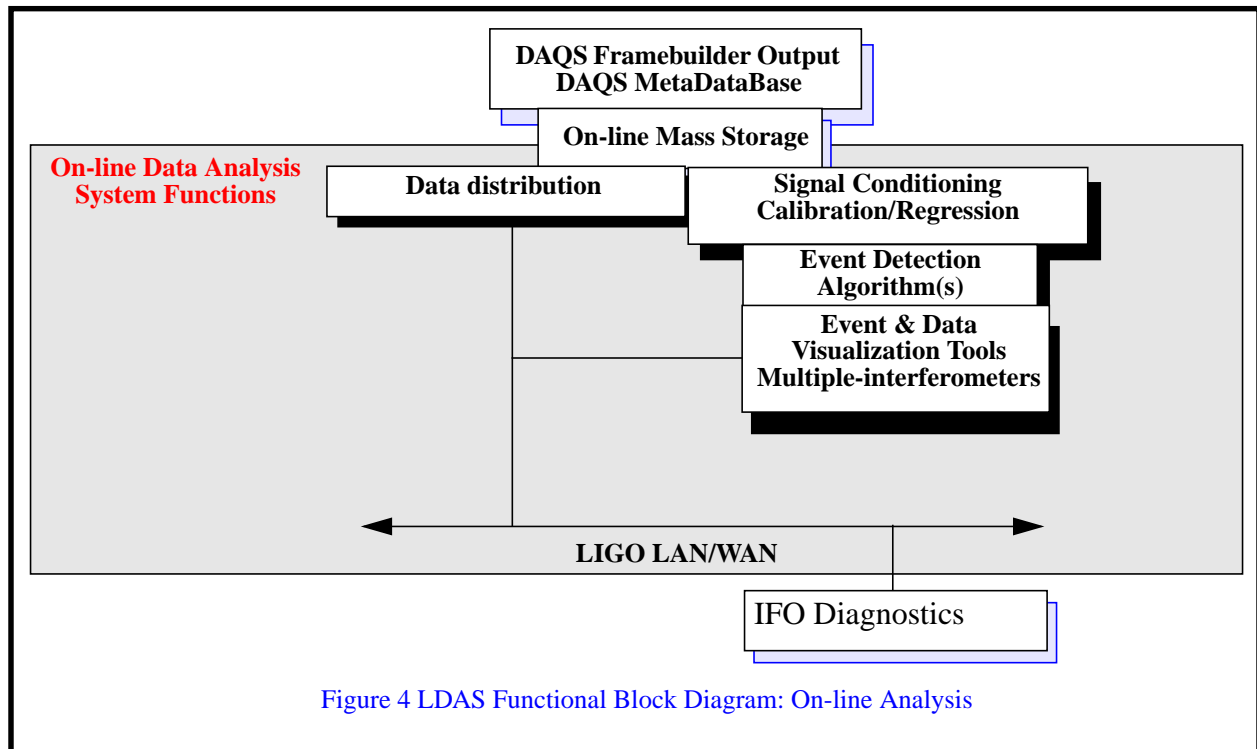 DAQS Framebuilder Output
DAQS MetaDataBase
On-line Mass Storage
On-line Data Analysis
System Functions
Data distribution
Signal Conditioning
Calibration/Regression
Event Detection
Algorithm(s)
Event & Data
Visualization Tools
Multiple-interferometers
LIGO LAN/WAN
IFO Diagnostics
Figure 4 LDAS Functional Block Diagram: On-line Analysis